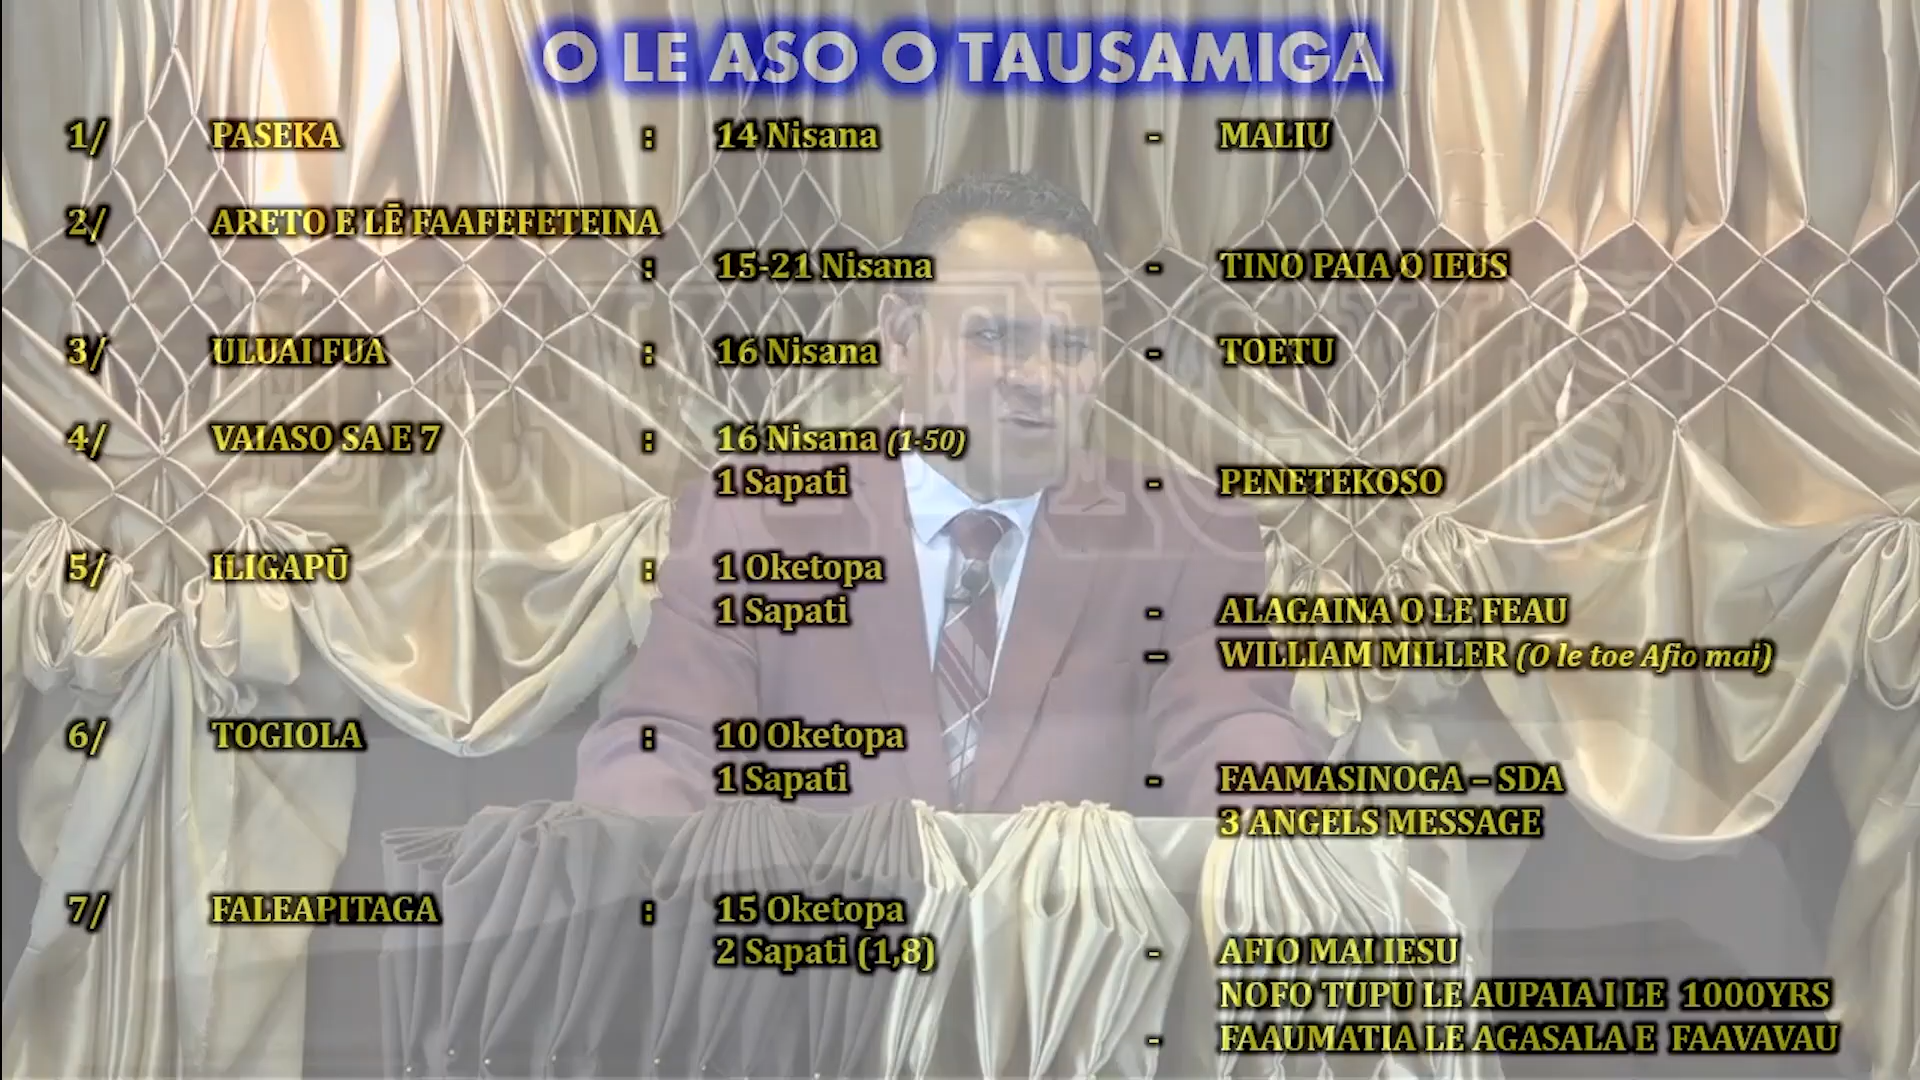 O LE ASO O TAUSAMIGA
1/ PASEKA : 14 Nisana - MALIU
2/ ARETO E LĒ FAAFEFETEINA
: 15-21 Nisana - TINO PAIA O IEUS
3/ ULUAI FUA : 16 Nisana - TOETU
4/ VAIASO SA E 7 : 16 Nisana (1-50)
1 Sapati - PENETEKOSO
5/ ILIGAPŪ : 1 Oketopa
1 Sapati - ALAGAINA O LE FEAU
– WILLIAM MILLER (O le toe Afio mai)
6/ TOGIOLA : 10 Oketopa
1 Sapati - FAAMASINOGA – SDA
3 ANGELS MESSAGE
7/ FALEAPITAGA : 15 Oketopa
2 Sapati (1,8) - AFIO MAI IESU
NOFO TUPU LE AUPAIA I LE 1000YRS
- FAAUMATIA LE AGASALA E FAAVAVAU